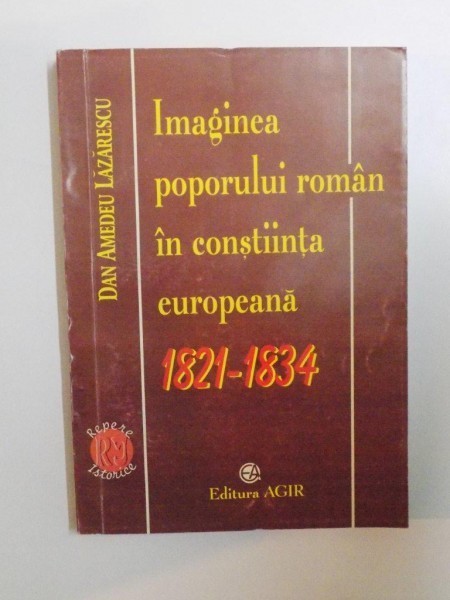 DAN AMEDEU LĂZĂRESCU
Imaginea
poporului român
în conștiința
europeană
1821-1834
Repere
Istorice
Editura AGIR